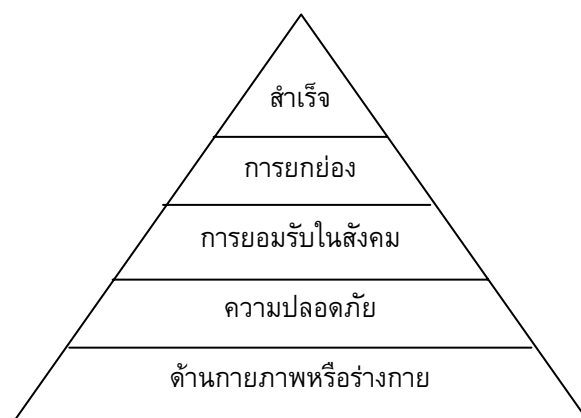 สำเร็จ
การยกย่อง
การยอมรับในสังคม
ความปลอดภัย
ด้านกายภาพหรือร่างกาย